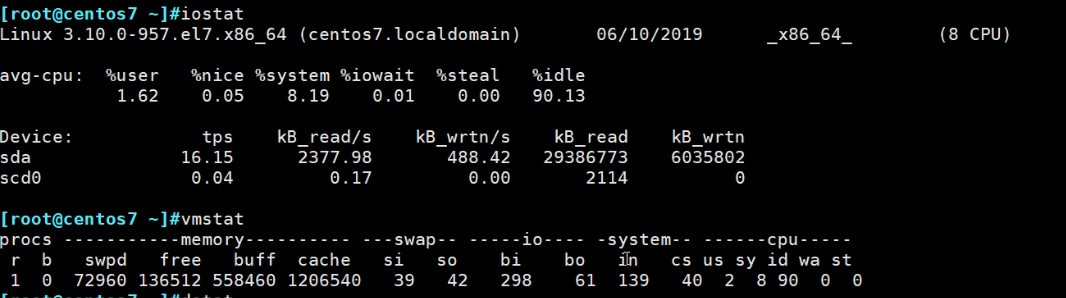 [root@centos7 ~]#iostat
Linux 3.10.0-957.el7.x86_64 (centos7.localdomain)       06/10/2019      _x86_64_        (8 CPU)
avg-cpu:  %user   %nice %system %iowait  %steal   %idle
           1.62    0.05    8.19    0.01    0.00   90.13
Device:            tps    kB_read/s    kB_wrtn/s    kB_read    kB_wrtn
sda              16.15      2377.98       488.42   29386773    6035802
scd0              0.04         0.17         0.00       2114          0
[root@centos7 ~]#vmstat
procs -----------memory---------- ---swap-- -----io---- -system-- ------cpu-----
 r  b   swpd   free   buff  cache   si   so    bi    bo   in   cs us sy id wa st
 1  0  72960 136512 558460 1206540   39   42   298    61  139   40  2  8 90  0  0